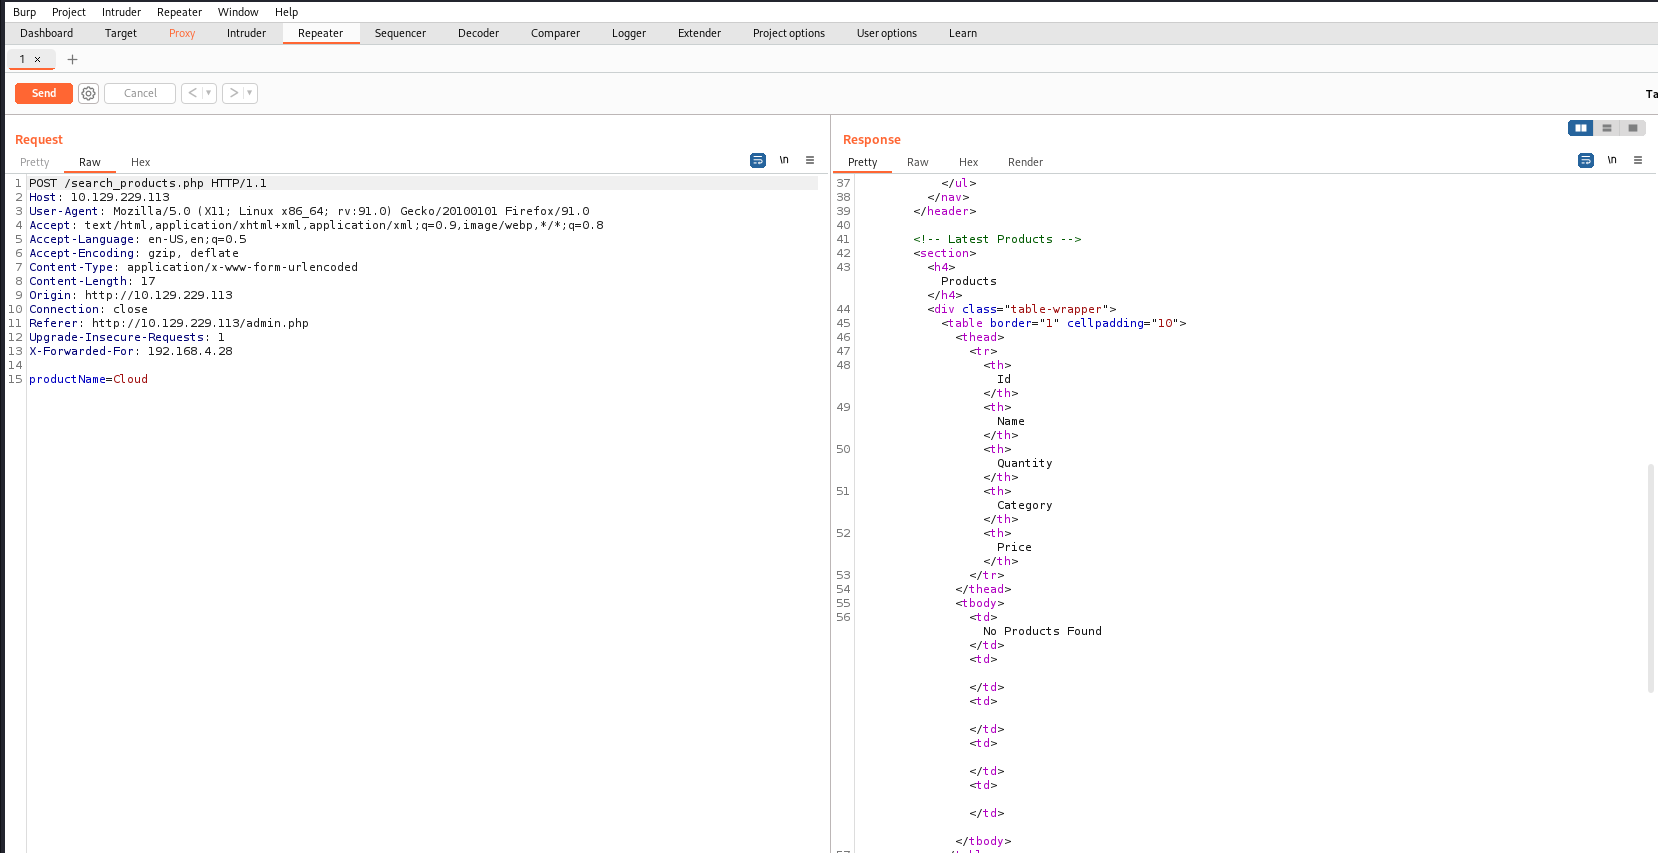 Burp Project Intruder Repeater Window Help
Dashboard Target Proxy Intruder Repeater Sequencer Decoder Comparer Logger Extender Project options User options Learn
1 × +
Send Cancel < ▾ > ▾ Ta
Request
Pretty Raw Hex \n
1 POST /search_products.php HTTP/1.1
2 Host: 10.129.229.113
3 User-Agent: Mozilla/5.0 (X11; Linux x86_64; rv:91.0) Gecko/20100101 Firefox/91.0
4 Accept: text/html,application/xhtml+xml,application/xml;q=0.9,image/webp,*/*;q=0.8
5 Accept-Language: en-US,en;q=0.5
6 Accept-Encoding: gzip, deflate
7 Content-Type: application/x-www-form-urlencoded
8 Content-Length: 17
9 Origin: http://10.129.229.113
10 Connection: close
11 Referer: http://10.129.229.113/admin.php
12 Upgrade-Insecure-Requests: 1
13 X-Forwarded-For: 192.168.4.28
14
15 productName=Cloud
Response
Pretty Raw Hex Render \n
37 </ul>
38 </nav>
39 </header>
40
41 <!-- Latest Products -->
42 <section>
43 <h4>
Products
</h4>
44 <div class="table-wrapper">
45 <table border="1" cellpadding="10">
46 <thead>
47 <tr>
48 <th>
Id
</th>
49 <th>
Name
</th>
50 <th>
Quantity
</th>
51 <th>
Category
</th>
52 <th>
Price
</th>
53 </tr>
54 </thead>
55 <tbody>
56 <td>
No Products Found
</td>
<td>
</td>
<td>
</td>
<td>
</td>
<td>
</td>
</tbody>